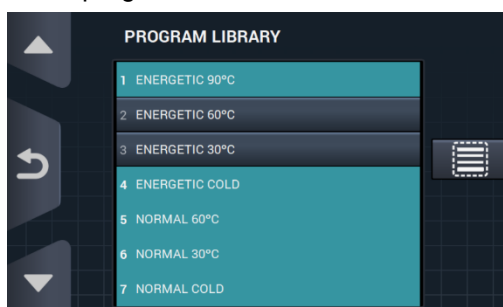 PROGRAM LIBRARY
1 ENERGETIC 90ºC
2 ENERGETIC 60ºC
3 ENERGETIC 30ºC
4 ENERGETIC COLD
5 NORMAL 60ºC
6 NORMAL 30ºC
7 NORMAL COLD